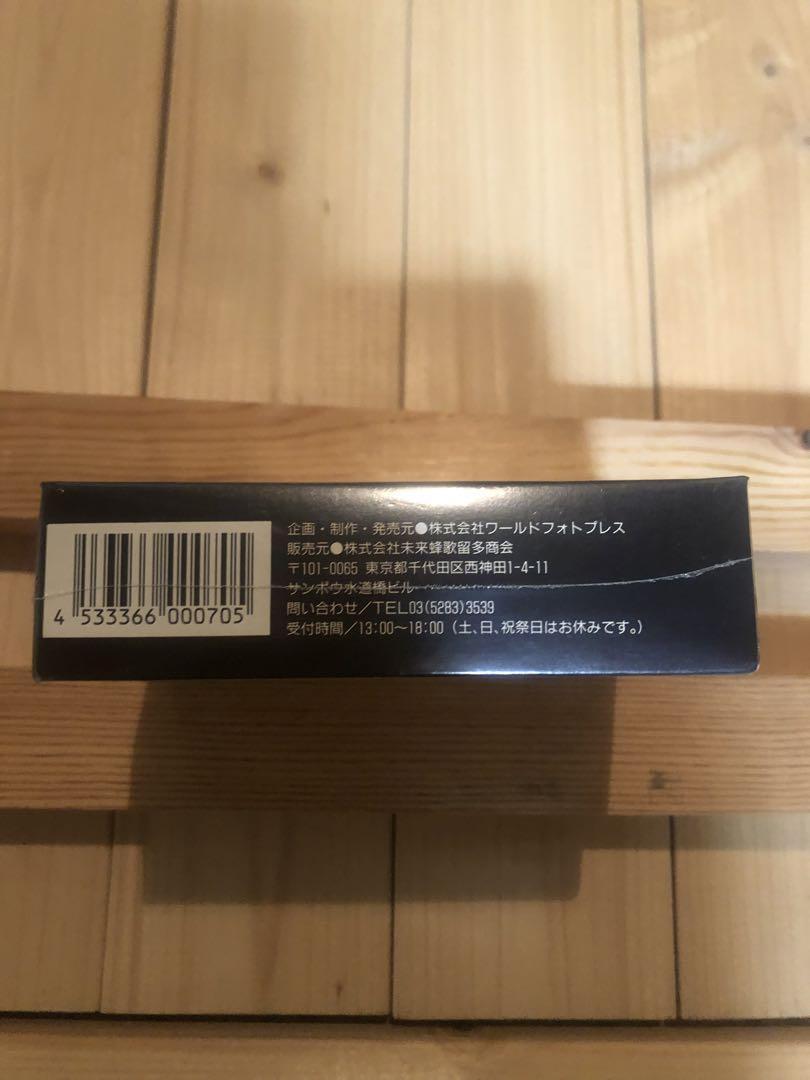 企画・制作・発売元●株式会社ワールドフォトプレス
販売元●株式会社未来蜂歌留多商会
〒101-0065 東京都千代田区西神田1-4-11
サンポウ水道橋ビル
問い合わせ/TEL03(5283)3539
受付時間/13:00〜18:00 (土、日、祝祭日はお休みです。)
4 533366 000705